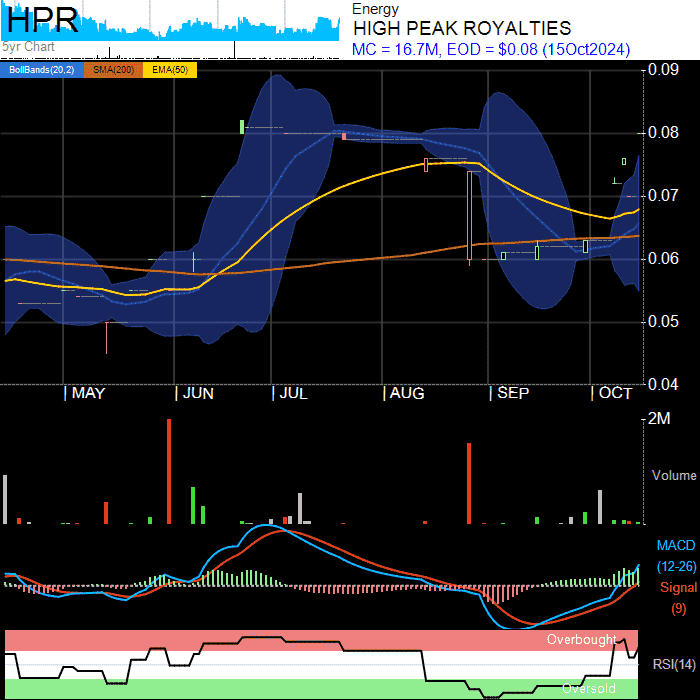 HPR
5yr Chart
Energy
HIGH PEAK ROYALTIES
MC = 16.7M, EOD = $0.08 (15Oct2024)
BollBands(20,2) SMA(200) EMA(50)
0.09
0.08
0.07
0.06
0.05
0.04
MAY JUN JUL AUG SEP OCT
2M
Volume
MACD
(12-26)
Signal
(9)
Overbought
RSI(14)
Oversold